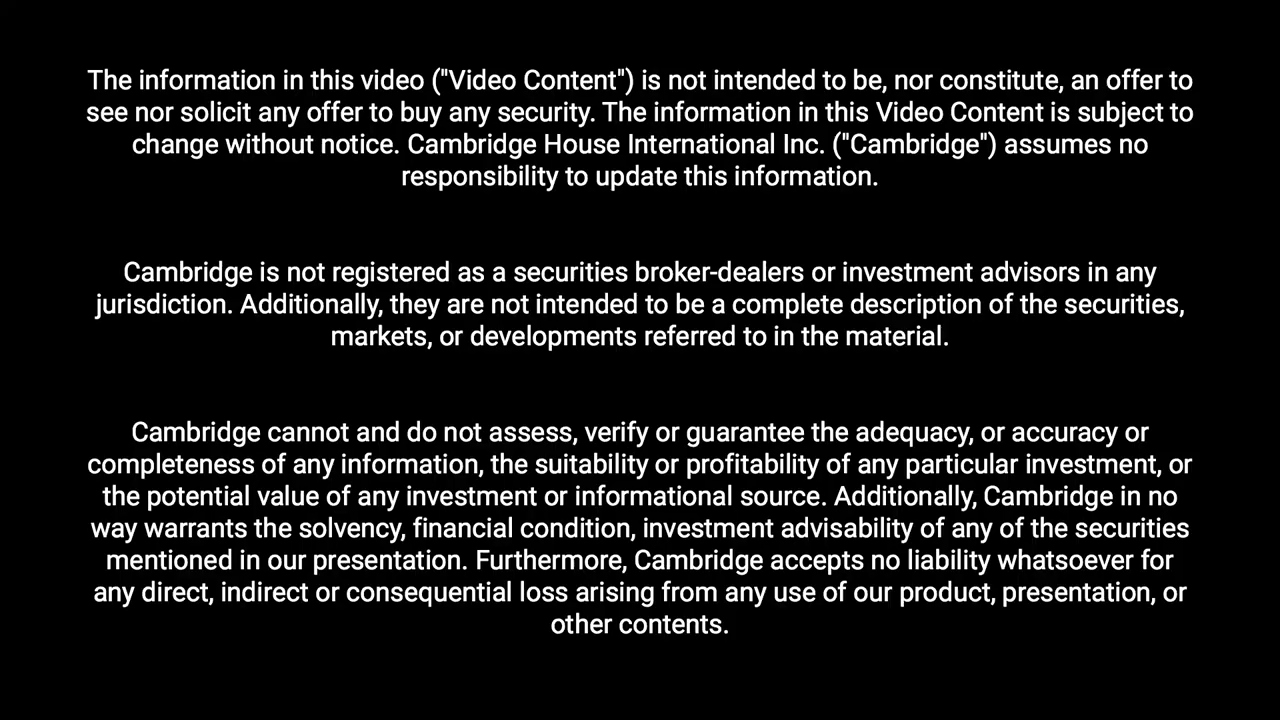 The information in this video ("Video Content") is not intended to be, nor constitute, an offer to
see nor solicit any offer to buy any security. The information in this Video Content is subject to
change without notice. Cambridge House International Inc. ("Cambridge") assumes no
responsibility to update this information.
Cambridge is not registered as a securities broker-dealers or investment advisors in any
jurisdiction. Additionally, they are not intended to be a complete description of the securities,
markets, or developments referred to in the material.
Cambridge cannot and do not assess, verify or guarantee the adequacy, or accuracy or
completeness of any information, the suitability or profitability of any particular investment, or
the potential value of any investment or informational source. Additionally, Cambridge in no
way warrants the solvency, financial condition, investment advisability of any of the securities
mentioned in our presentation. Furthermore, Cambridge accepts no liability whatsoever for
any direct, indirect or consequential loss arising from any use of our product, presentation, or
other contents.